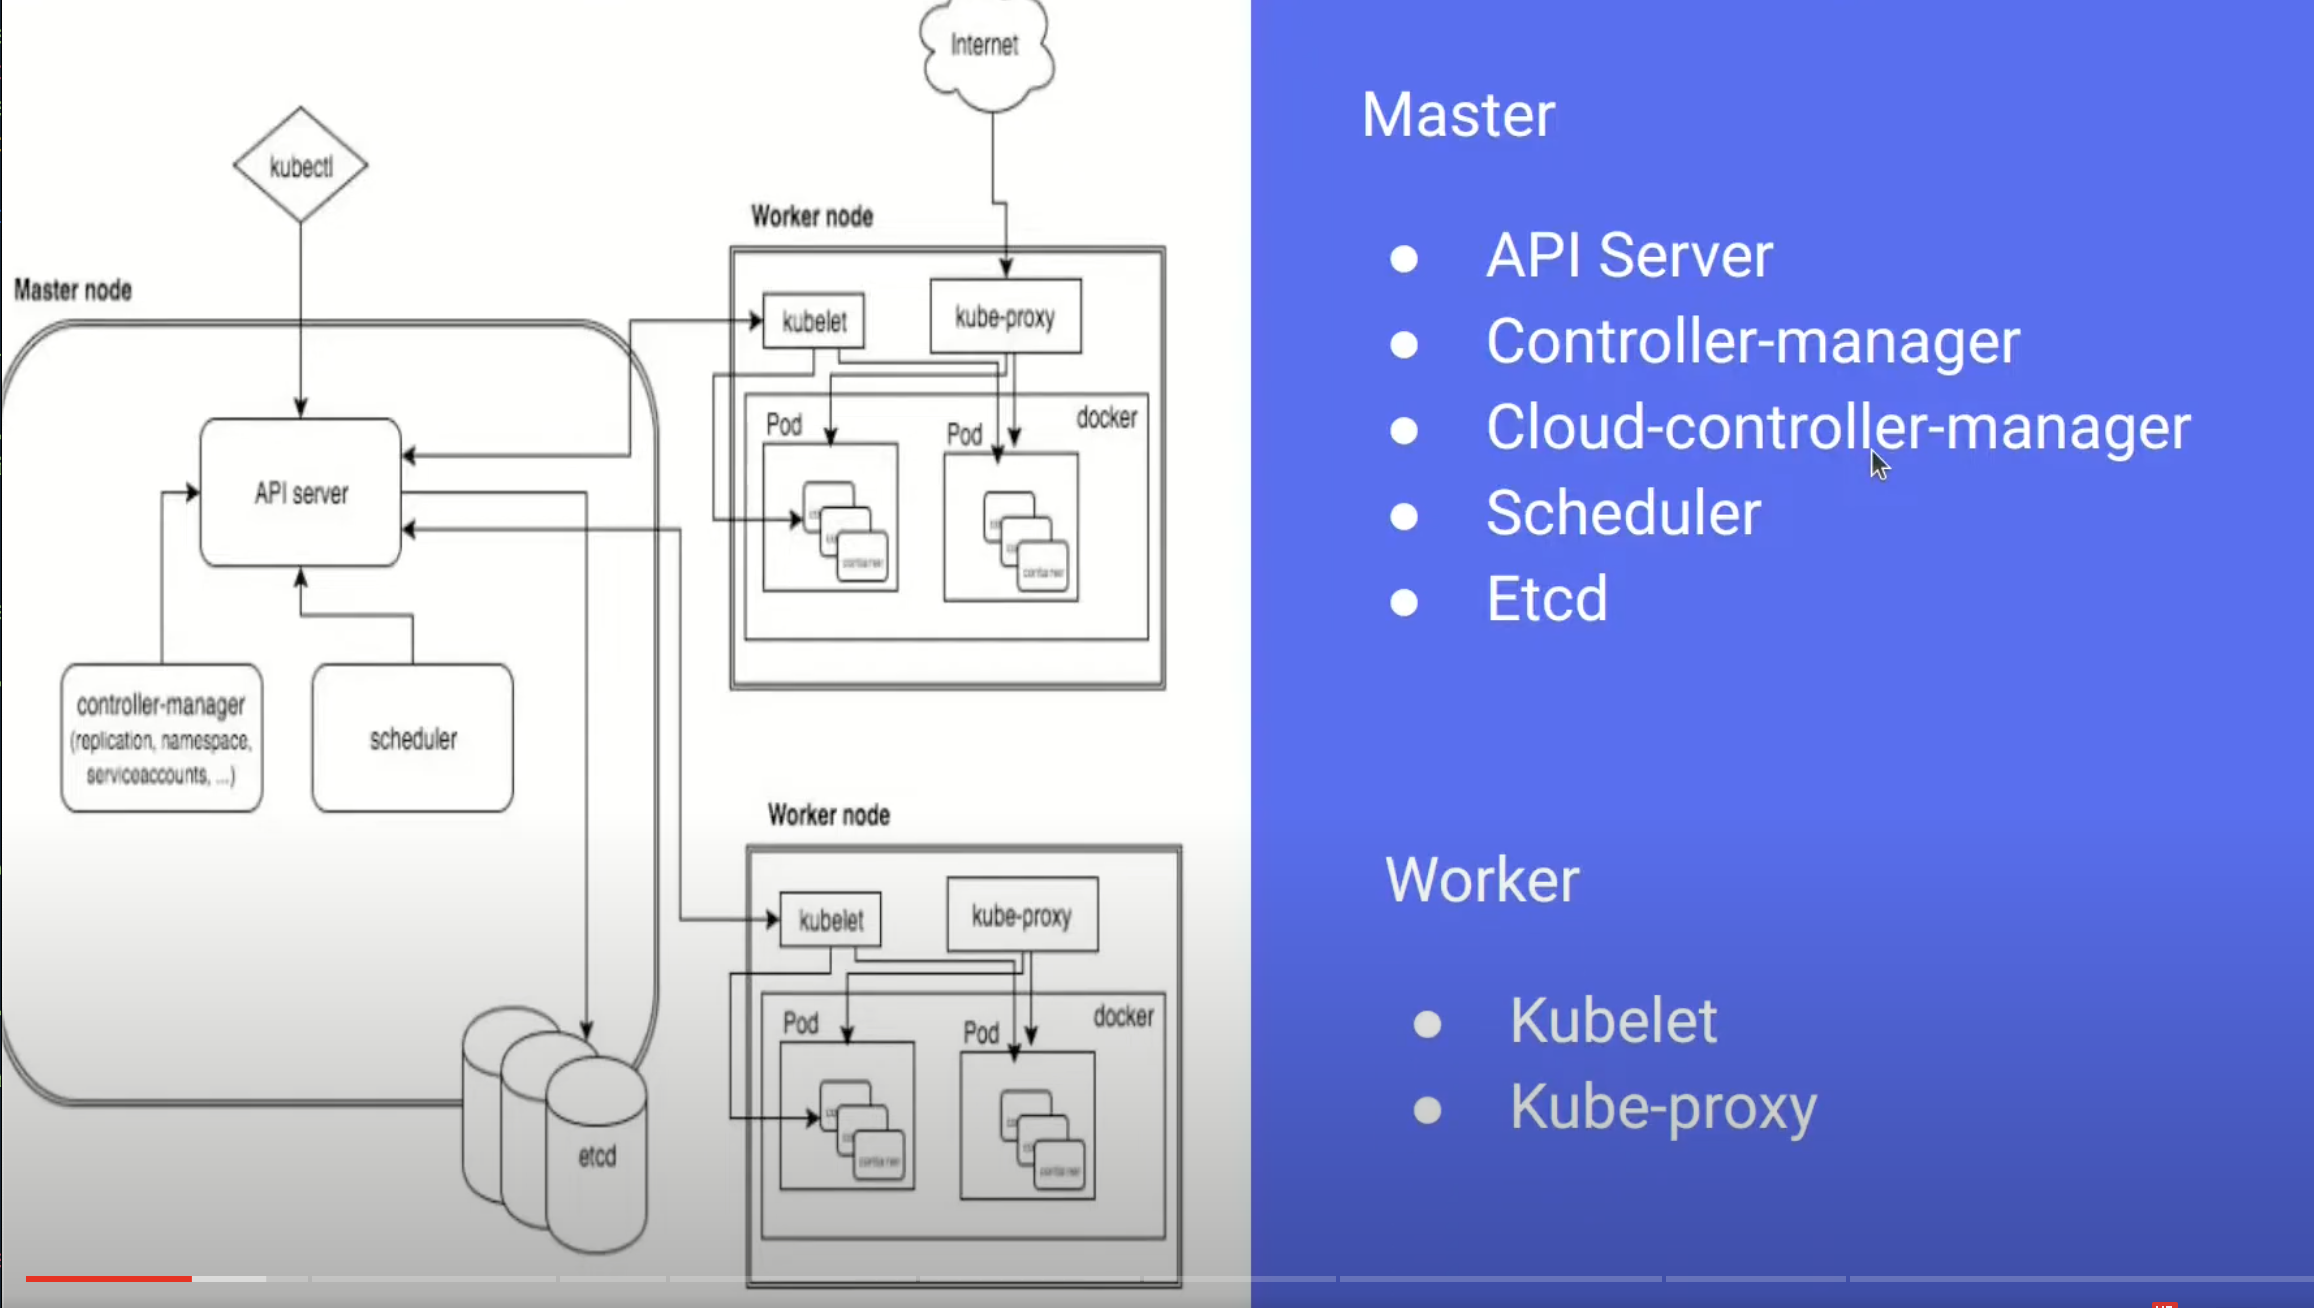 Internet
kubectl
Master node
API server
controller-manager
(replication, namespace,
serviceaccounts, ...)
scheduler
etcd
Worker node
kubelet
kube-proxy
docker
Pod
Pod
container
container
Worker node
kubelet
kube-proxy
docker
Pod
Pod
container
container
Master
● API Server
● Controller-manager
● Cloud-controller-manager
● Scheduler
● Etcd
Worker
● Kubelet
● Kube-proxy